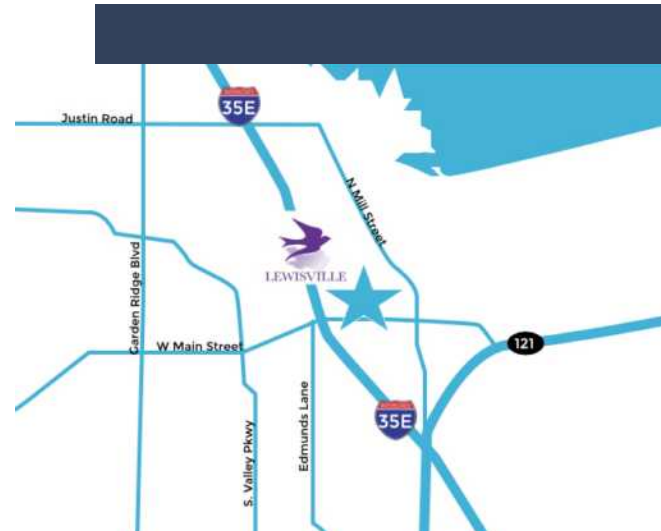 35E
Justin Road
N Mill Street
LEWISVILLE
Garden Ridge Blvd
W Main Street
121
Edmunds Lane
35E
S. Valley Pkwy